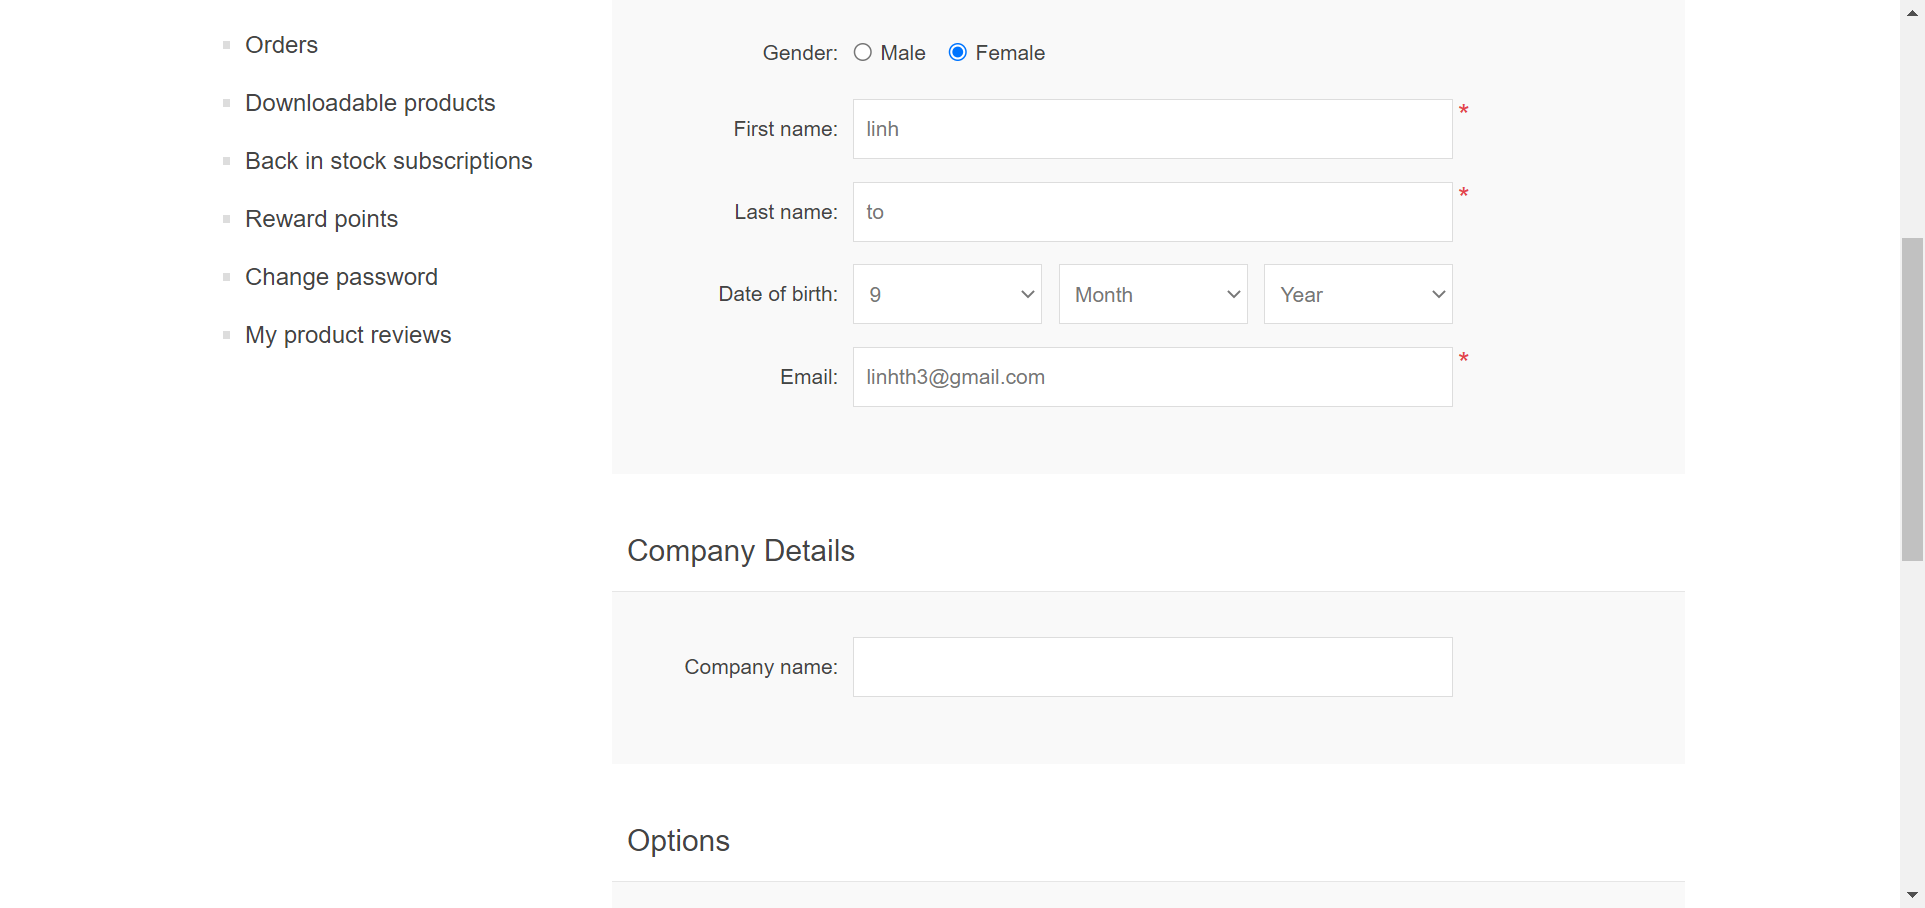 Orders
Downloadable products
Back in stock subscriptions
Reward points
Change password
My product reviews
Gender: Male Female
First name: linh *
Last name: to *
Date of birth: 9 Month Year
Email: linhth3@gmail.com *
Company Details
Company name:
Options